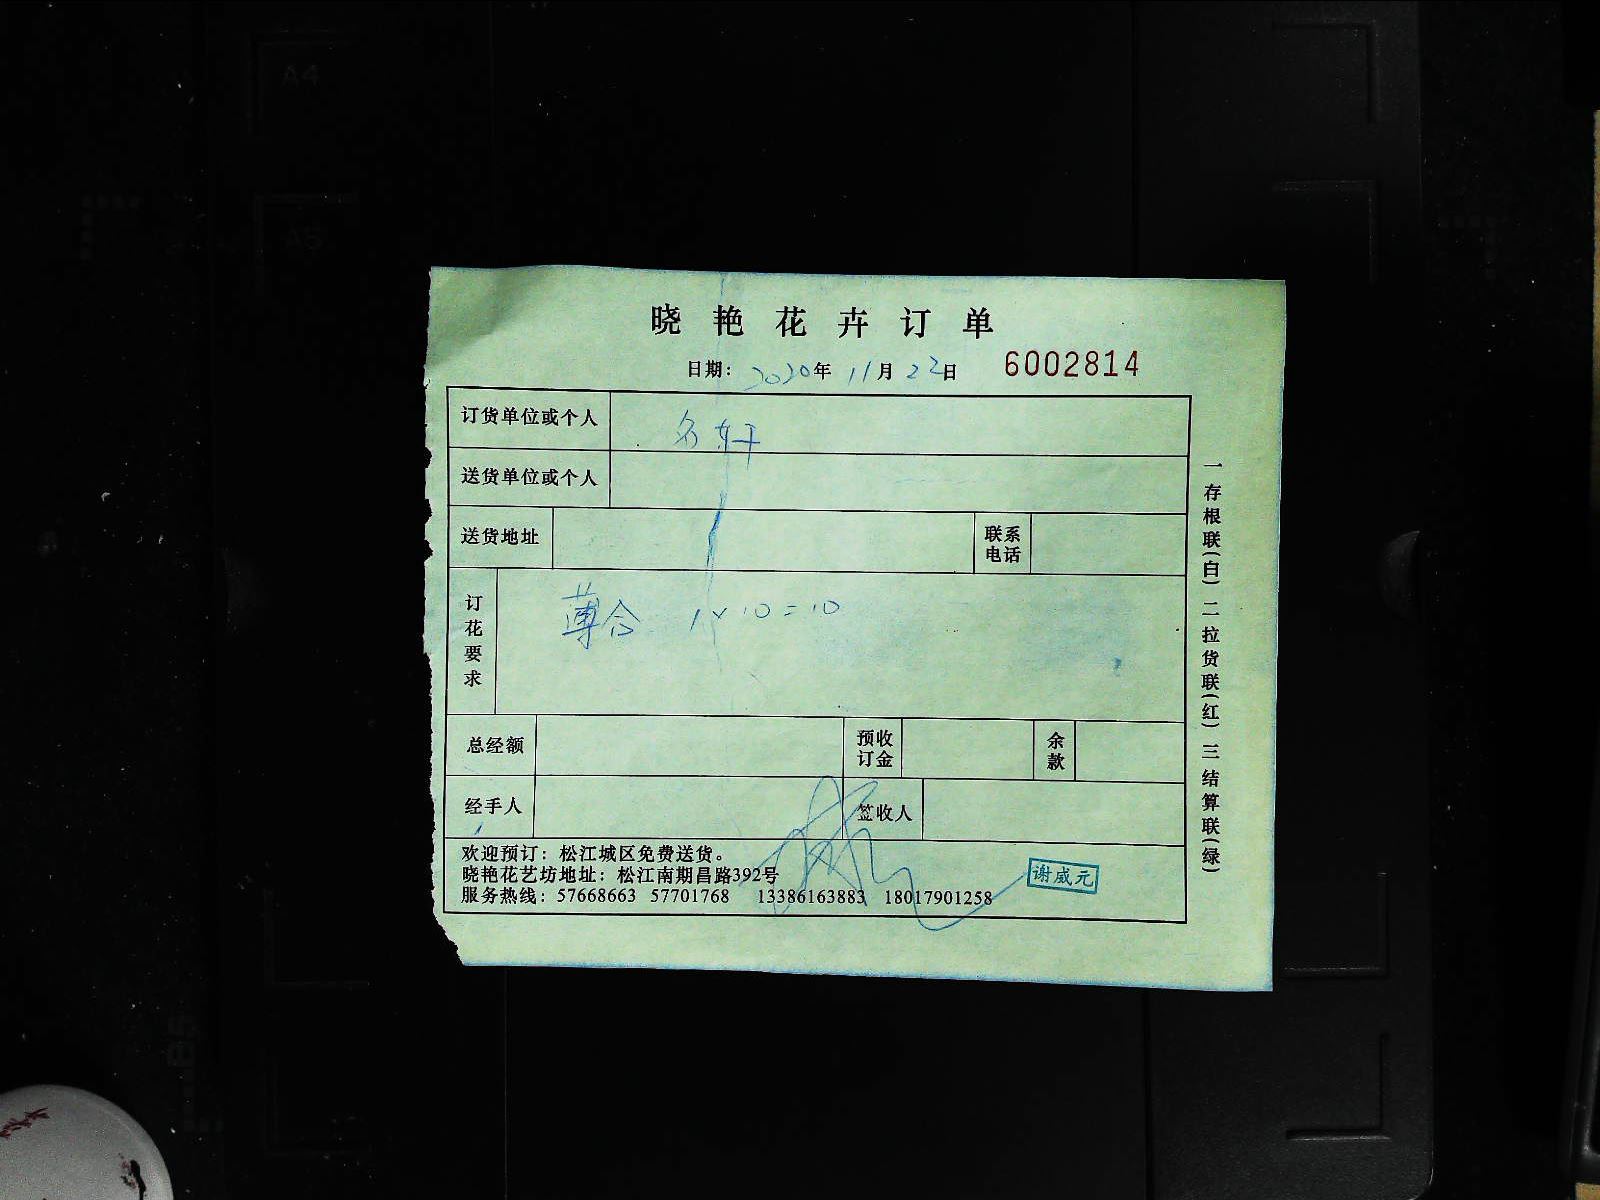 A4
A5
晓艳花卉订单
日期：2020年11月22日 6002814
订货单位或个人 名轩
送货单位或个人
送货地址 联系电话
订花要求 薄合 1×10=10
总经额 预收订金 余款
经手人 签收人
欢迎预订：松江城区免费送货。
晓艳花艺坊地址：松江南期昌路392号
服务热线：57668663 57701768 13386163883 18017901258
谢威元
一存根联(白) 二拉货联(红) 三结算联(绿)